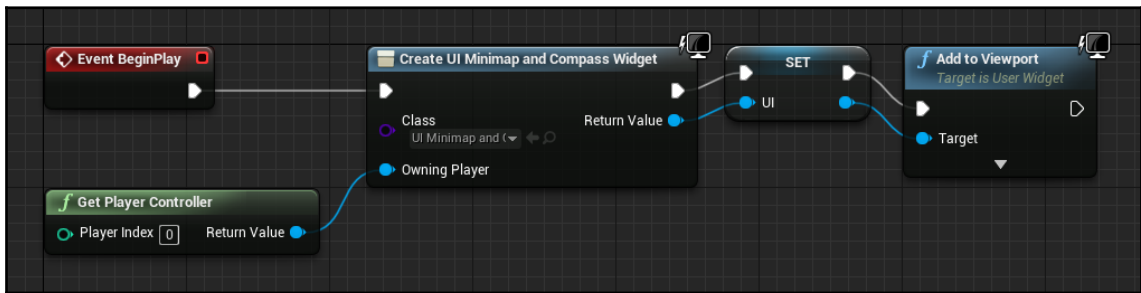 Event BeginPlay
Create UI Minimap and Compass Widget
SET
f Add to Viewport
Target is User Widget
Class
Return Value
UI
UI Minimap and (
Target
Owning Player
f Get Player Controller
Player Index 0 Return Value